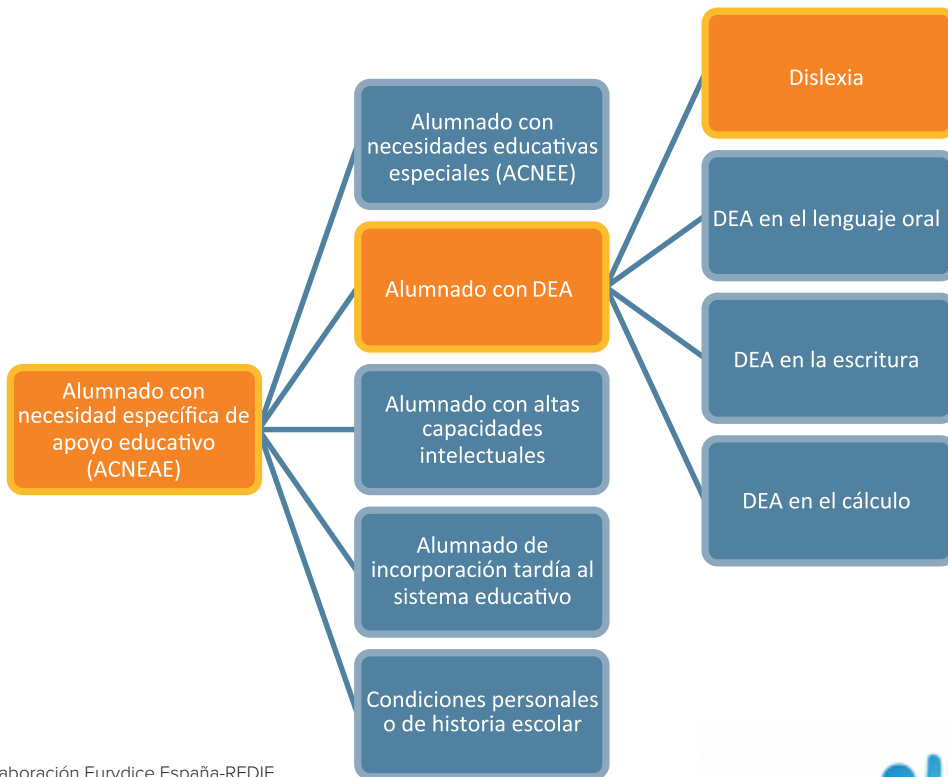 Alumnado con
necesidad específica de
apoyo educativo
(ACNEAE)
Alumnado con
necesidades educativas
especiales (ACNEE)
Alumnado con DEA
Alumnado con altas
capacidades
intelectuales
Alumnado de
incorporación tardía al
sistema educativo
Condiciones personales
o de historia escolar
Dislexia
DEA en el lenguaje oral
DEA en la escritura
DEA en el cálculo
Eurydice España-REDIE